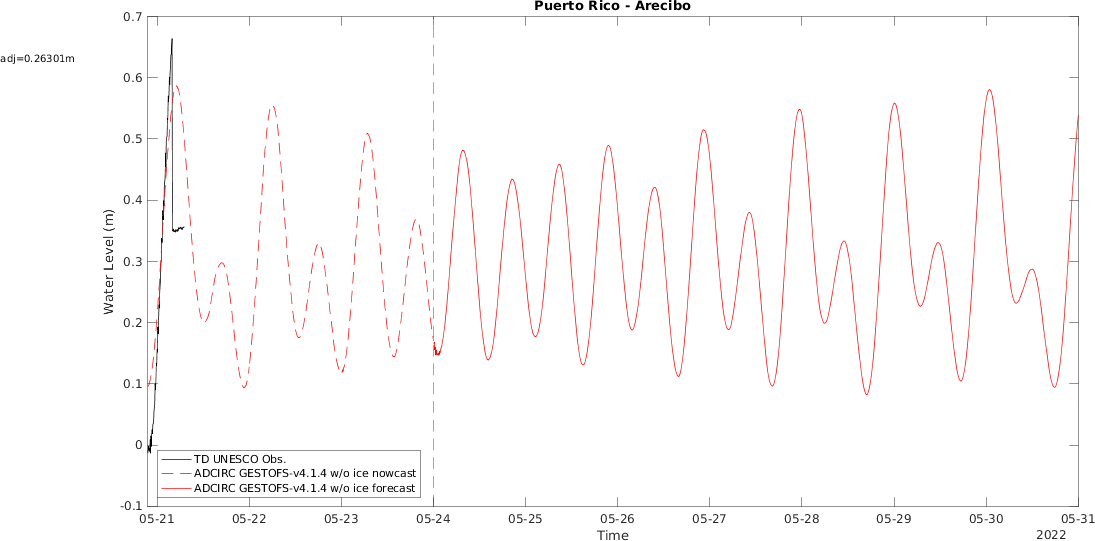 Puerto Rico - Arecibo
adj=0.26301m
Water Level (m)
0.7
0.6
0.5
0.4
0.3
0.2
0.1
0
-0.1
TD UNESCO Obs.
ADCIRC GESTOFS-v4.1.4 w/o ice nowcast
ADCIRC GESTOFS-v4.1.4 w/o ice forecast
05-21 05-22 05-23 05-24 05-25 05-26 05-27 05-28 05-29 05-30 05-31
Time
2022